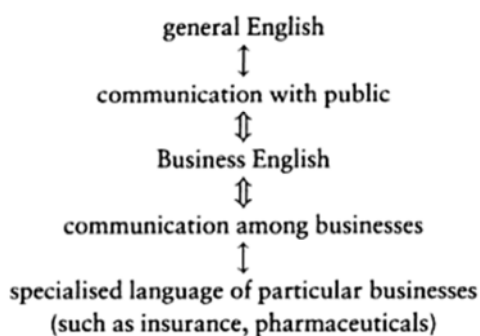 general English
communication with public
Business English
communication among businesses
specialised language of particular businesses
(such as insurance, pharmaceuticals)